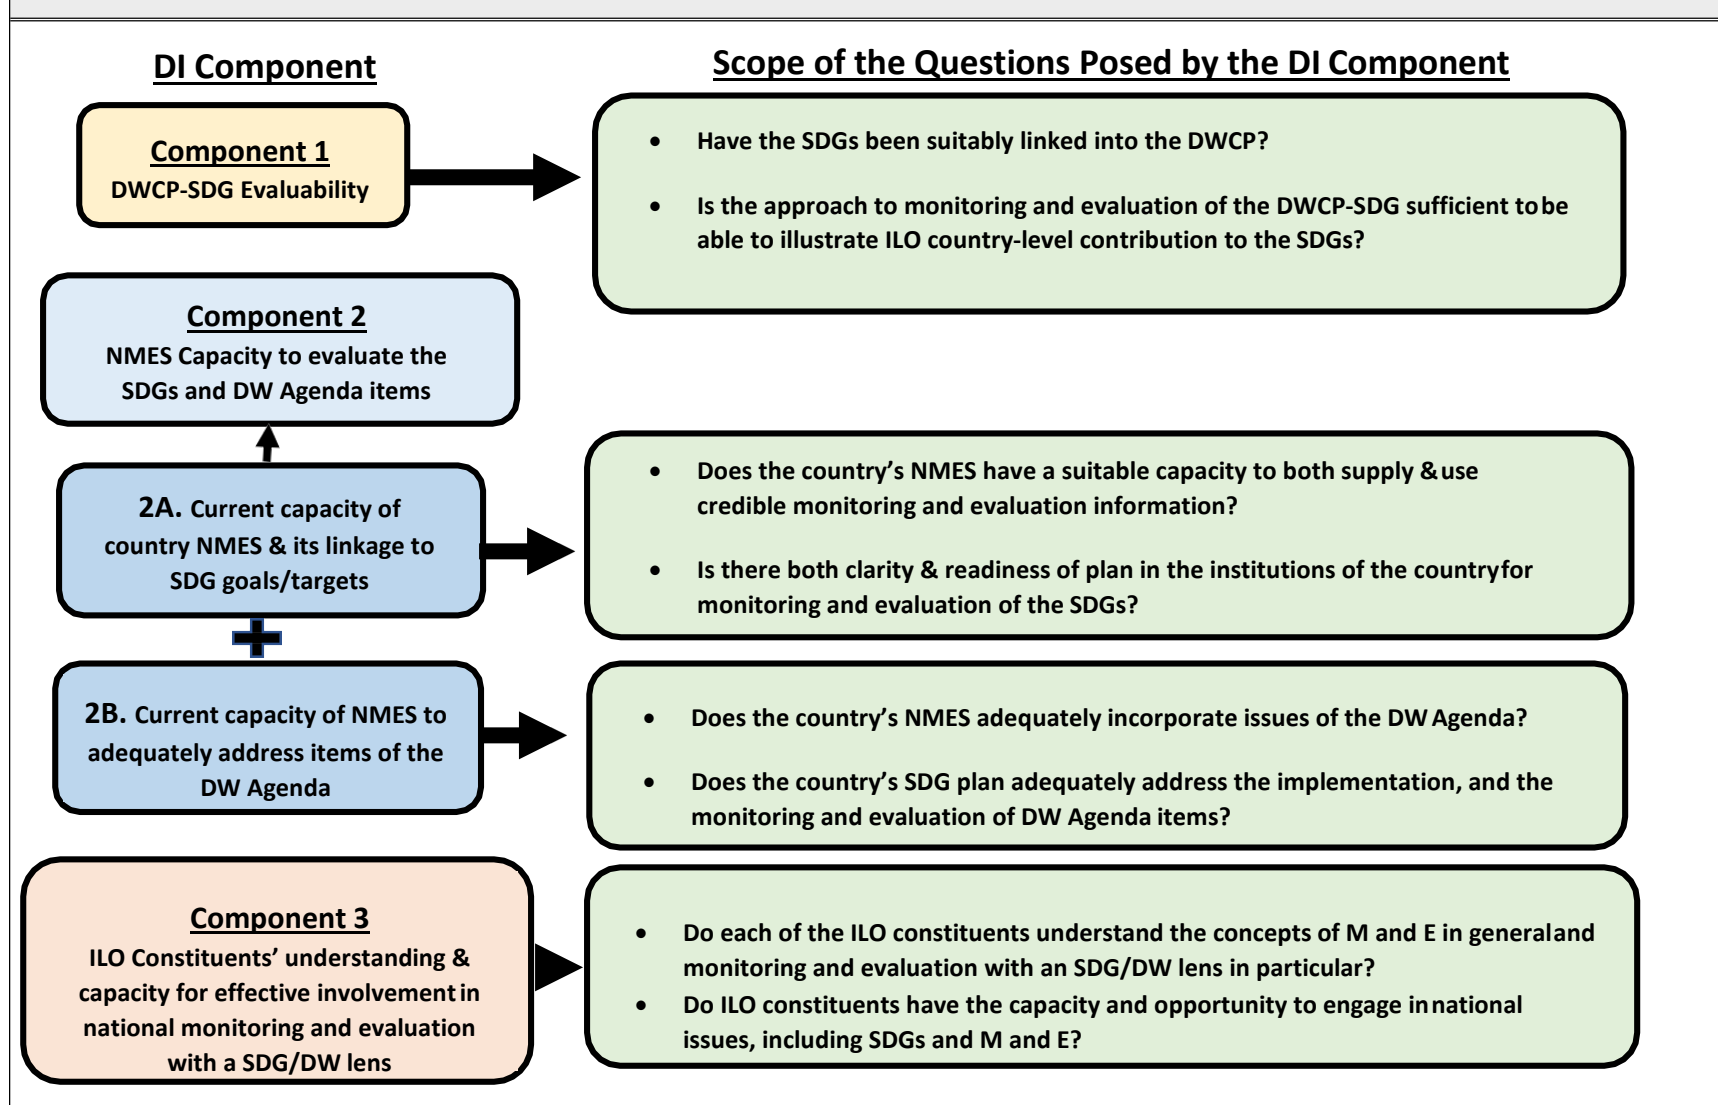 DI Component
Scope of the Questions Posed by the DI Component
Component 1
DWCP-SDG Evaluability
• Have the SDGs been suitably linked into the DWCP?
• Is the approach to monitoring and evaluation of the DWCP-SDG sufficient to be
able to illustrate ILO country-level contribution to the SDGs?
Component 2
NMES Capacity to evaluate the
SDGs and DW Agenda items
2A. Current capacity of
country NMES & its linkage to
SDG goals/targets
• Does the country’s NMES have a suitable capacity to both supply & use
credible monitoring and evaluation information?
• Is there both clarity & readiness of plan in the institutions of the country for
monitoring and evaluation of the SDGs?
2B. Current capacity of NMES to
adequately address items of the
DW Agenda
• Does the country’s NMES adequately incorporate issues of the DW Agenda?
• Does the country’s SDG plan adequately address the implementation, and the
monitoring and evaluation of DW Agenda items?
Component 3
ILO Constituents’ understanding &
capacity for effective involvement in
national monitoring and evaluation
with a SDG/DW lens
• Do each of the ILO constituents understand the concepts of M and E in general and
monitoring and evaluation with an SDG/DW lens in particular?
• Do ILO constituents have the capacity and opportunity to engage in national
issues, including SDGs and M and E?